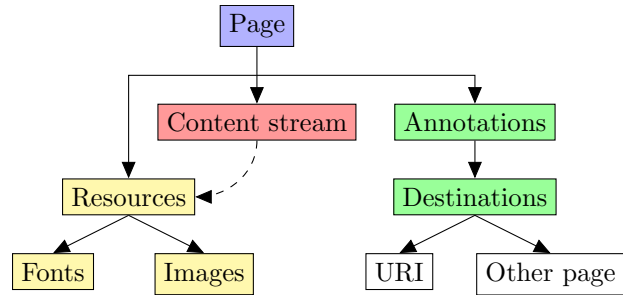 Page
Content stream
Annotations
Resources
Destinations
Fonts
Images
URI
Other page